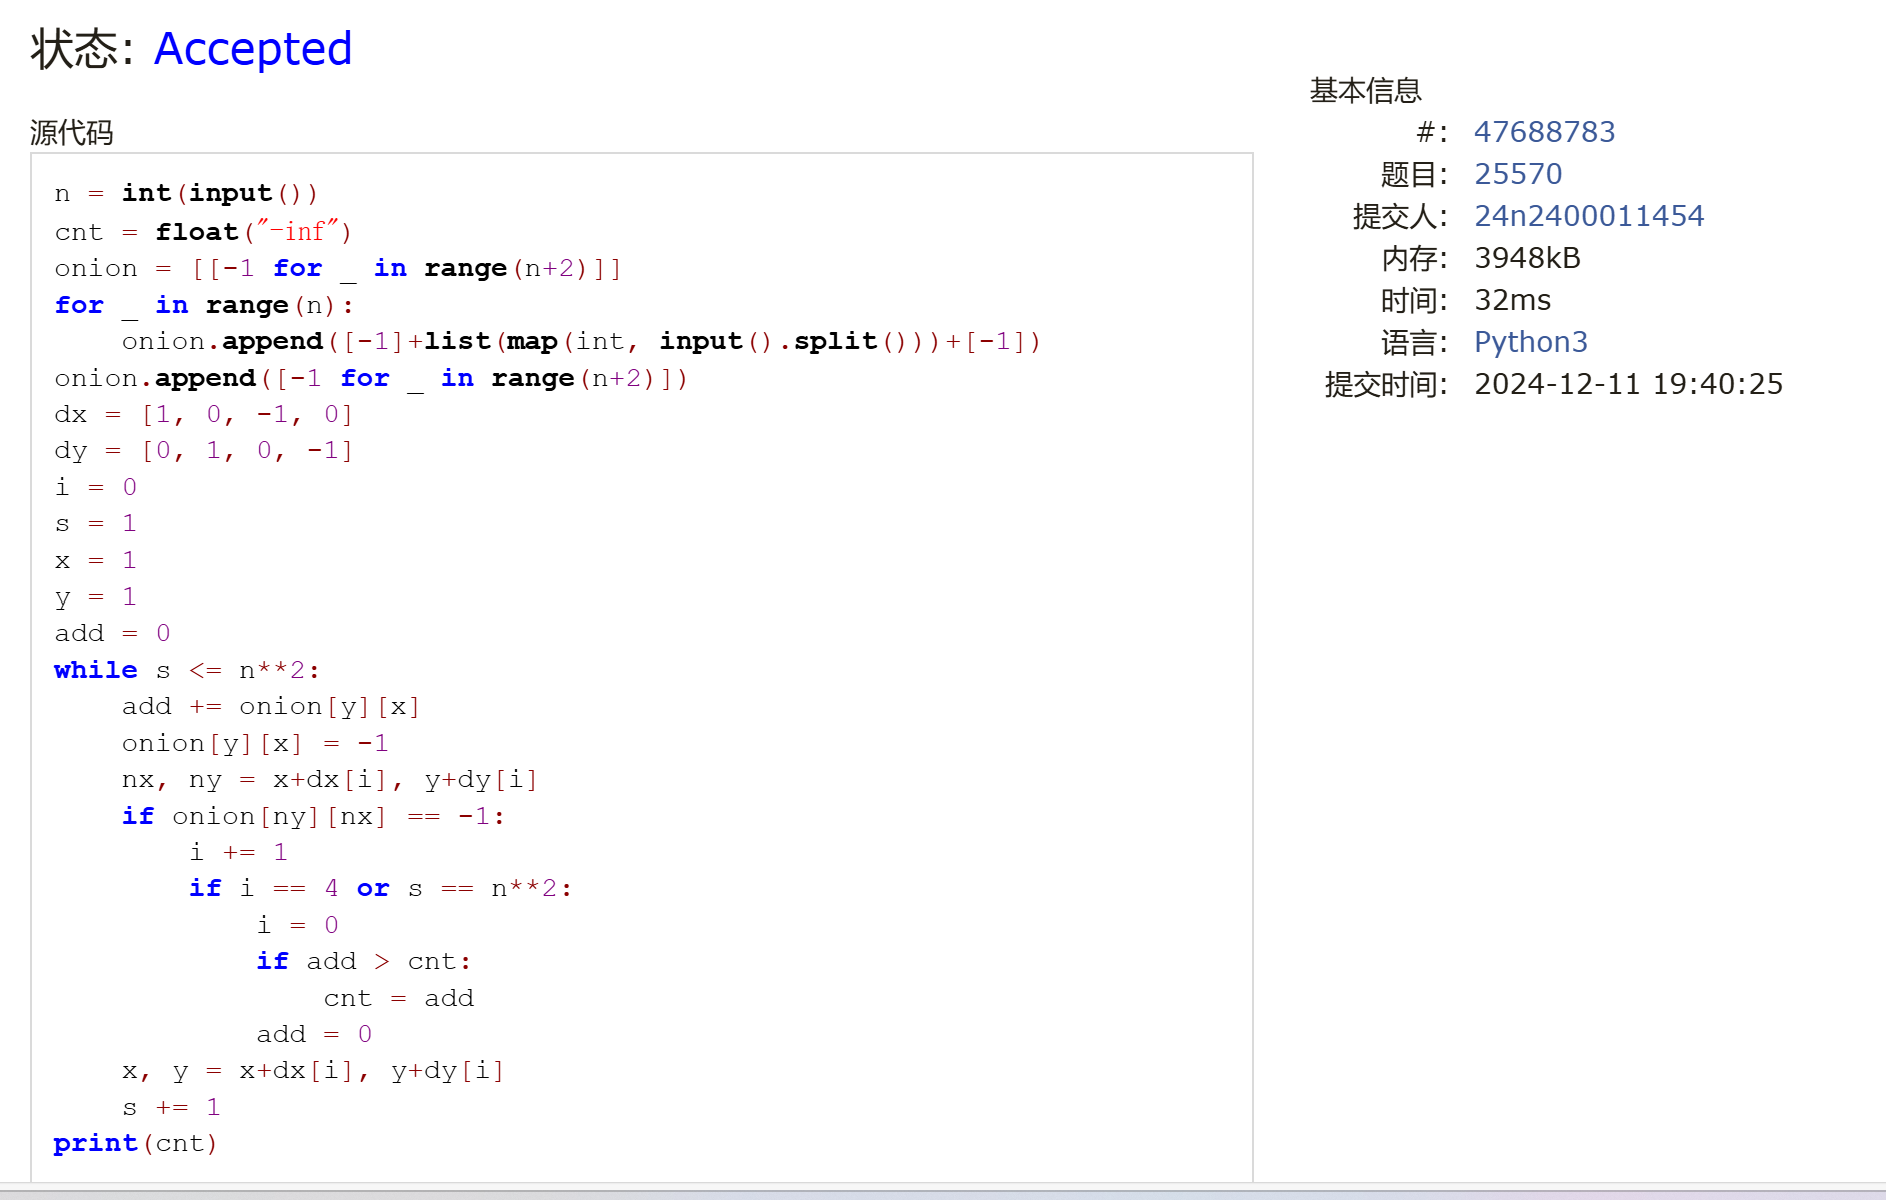 状态: Accepted
源代码
n = int(input())
cnt = float("-inf")
onion = [[-1 for _ in range(n+2)]]
for _ in range(n):
    onion.append([-1]+list(map(int, input().split()))+[-1])
onion.append([-1 for _ in range(n+2)])
dx = [1, 0, -1, 0]
dy = [0, 1, 0, -1]
i = 0
s = 1
x = 1
y = 1
add = 0
while s <= n**2:
    add += onion[y][x]
    onion[y][x] = -1
    nx, ny = x+dx[i], y+dy[i]
    if onion[ny][nx] == -1:
        i += 1
        if i == 4 or s == n**2:
            i = 0
            if add > cnt:
                cnt = add
            add = 0
    x, y = x+dx[i], y+dy[i]
    s += 1
print(cnt)
基本信息
#: 47688783
题目: 25570
提交人: 24n2400011454
内存: 3948kB
时间: 32ms
语言: Python3
提交时间: 2024-12-11 19:40:25